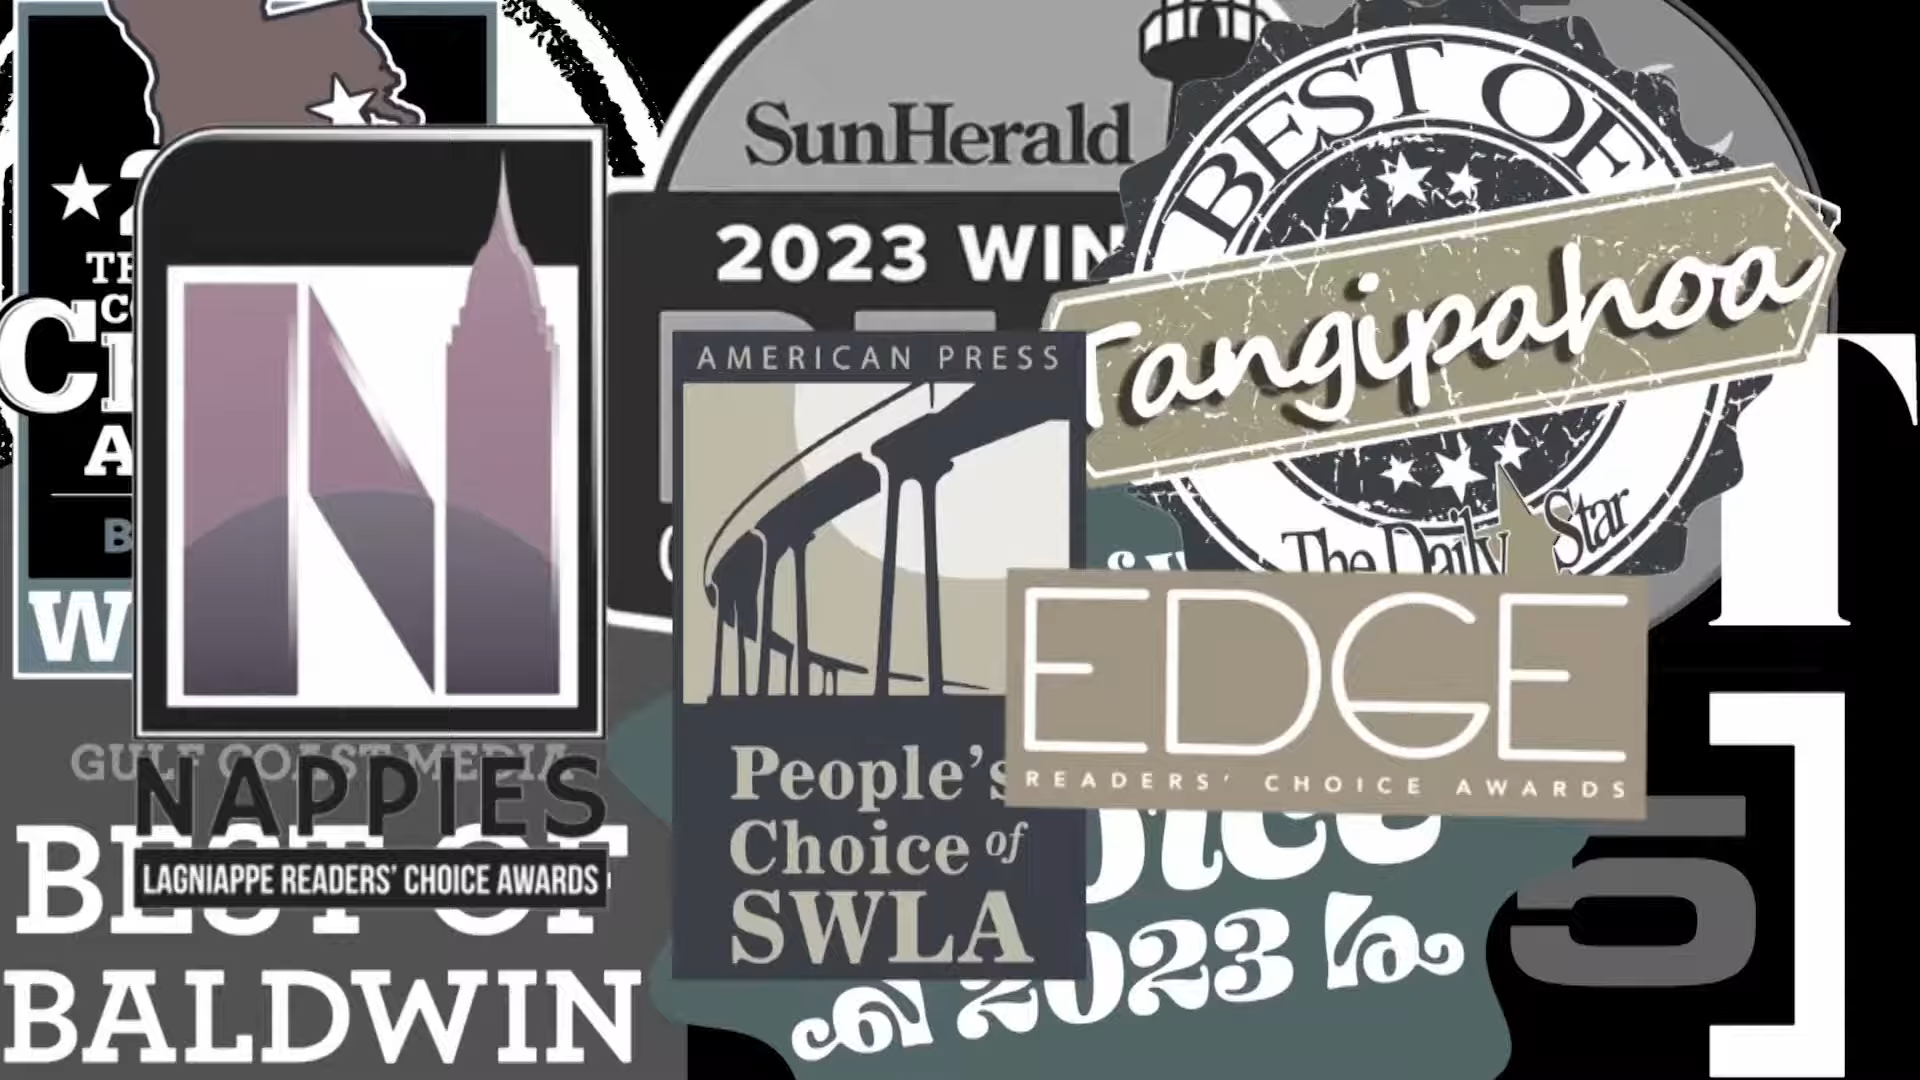 SunHerald
2023 WIN
BEST OF
Tangipahoa
The Daily Star
AMERICAN PRESS
People's
Choice of
SWLA
EDGE
READERS' CHOICE AWARDS
GULF COAST MEDIA
NAPPIES
LAGNIAPPE READERS' CHOICE AWARDS
BEST OF
BALDWIN
2023